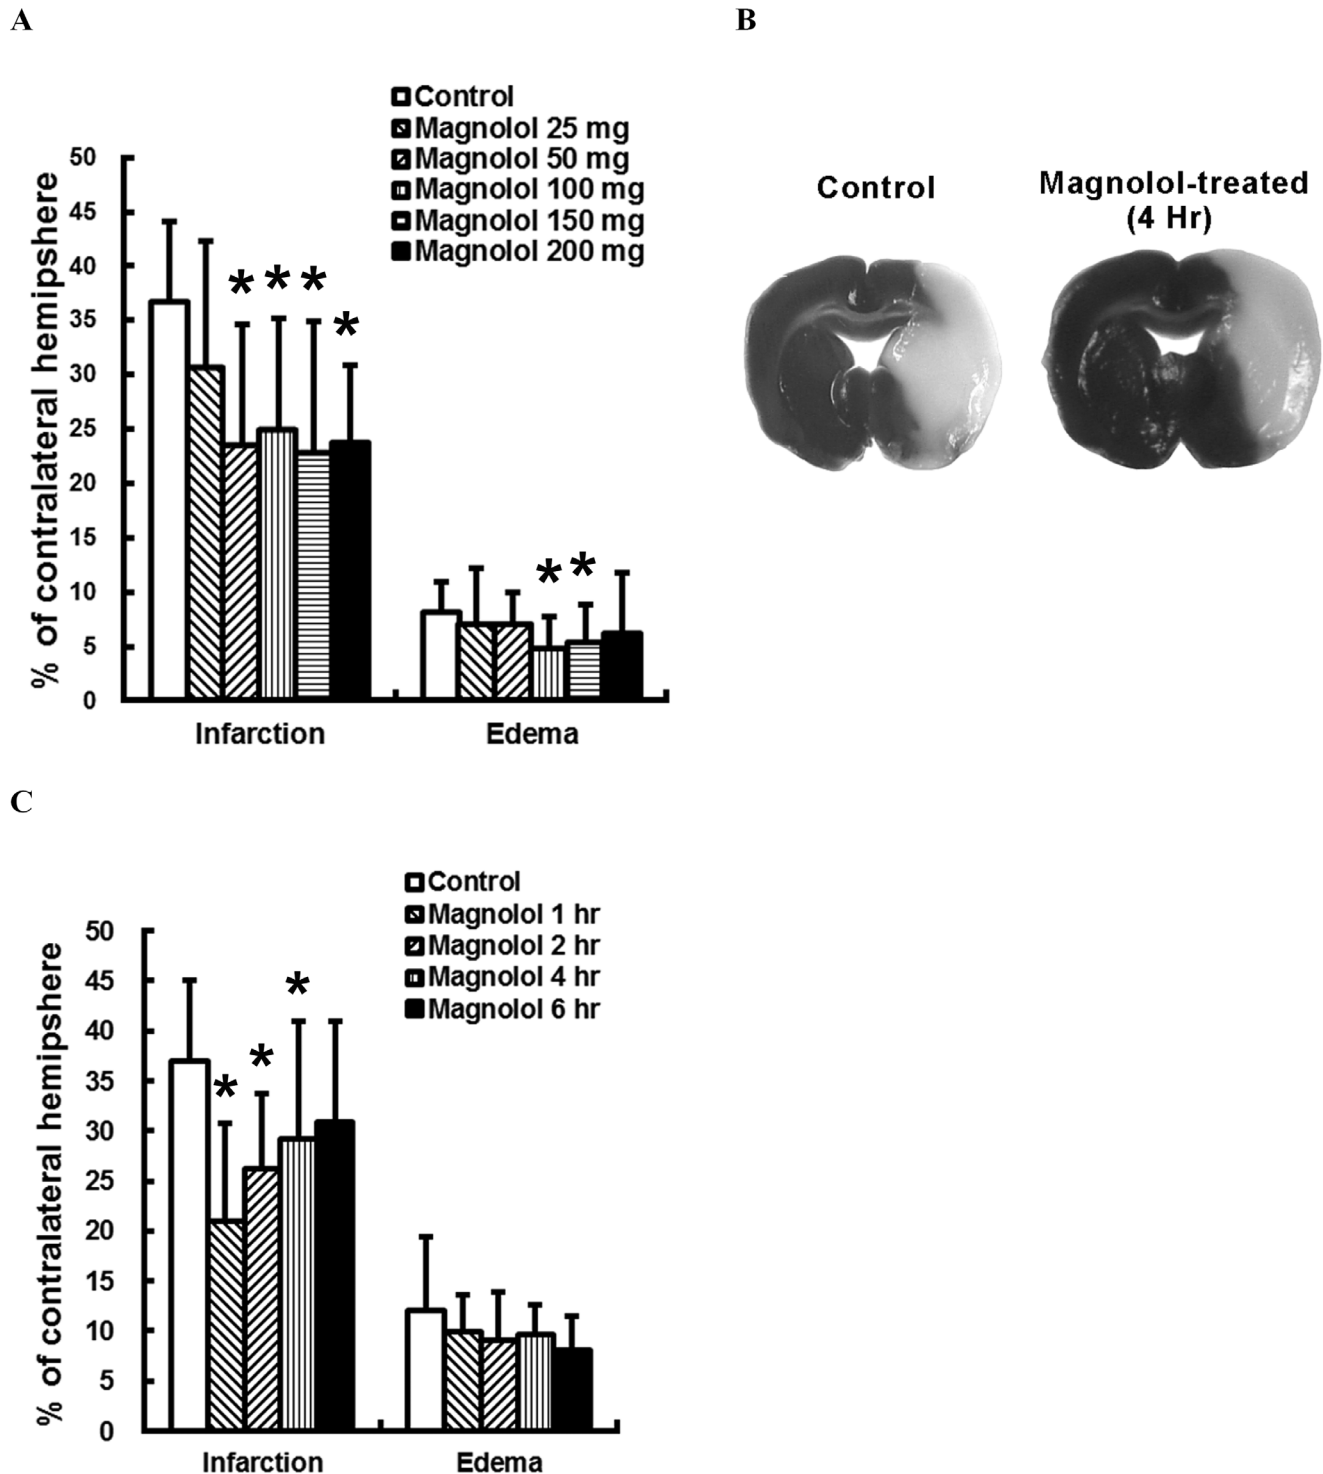 A
B
Control
Magnolol 25 mg
Magnolol 50 mg
Magnolol 100 mg
Magnolol 150 mg
Magnolol 200 mg
% of contralateral hemipshere
50
45
40
35
30
25
20
15
10
5
0
* * * *
* *
Infarction
Edema
Control
Magnolol-treated
(4 Hr)
C
Control
Magnolol 1 hr
Magnolol 2 hr
Magnolol 4 hr
Magnolol 6 hr
% of contralateral hemipshere
50
45
40
35
30
25
20
15
10
5
0
* * *
Infarction
Edema